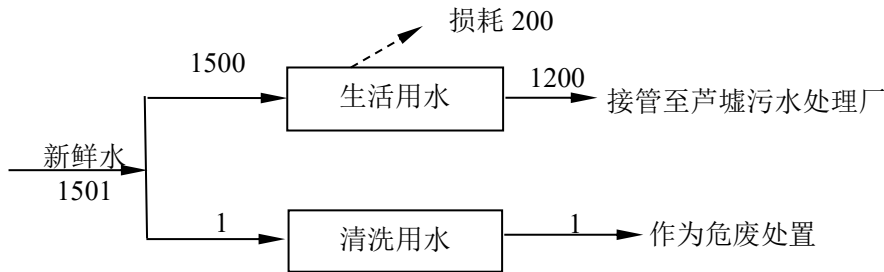 损耗 200
1500
生活用水
1200
接管至芦墟污水处理厂
新鲜水
1501
1
清洗用水
1
作为危废处置